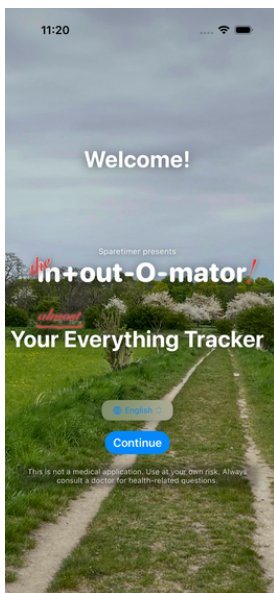 11:20
Welcome!
Sparetimer presents
the in+out-O-mator!
almost
Your Everything Tracker
English
Continue
This is not a medical application. Use at your own risk. Always
consult a doctor for health-related questions.